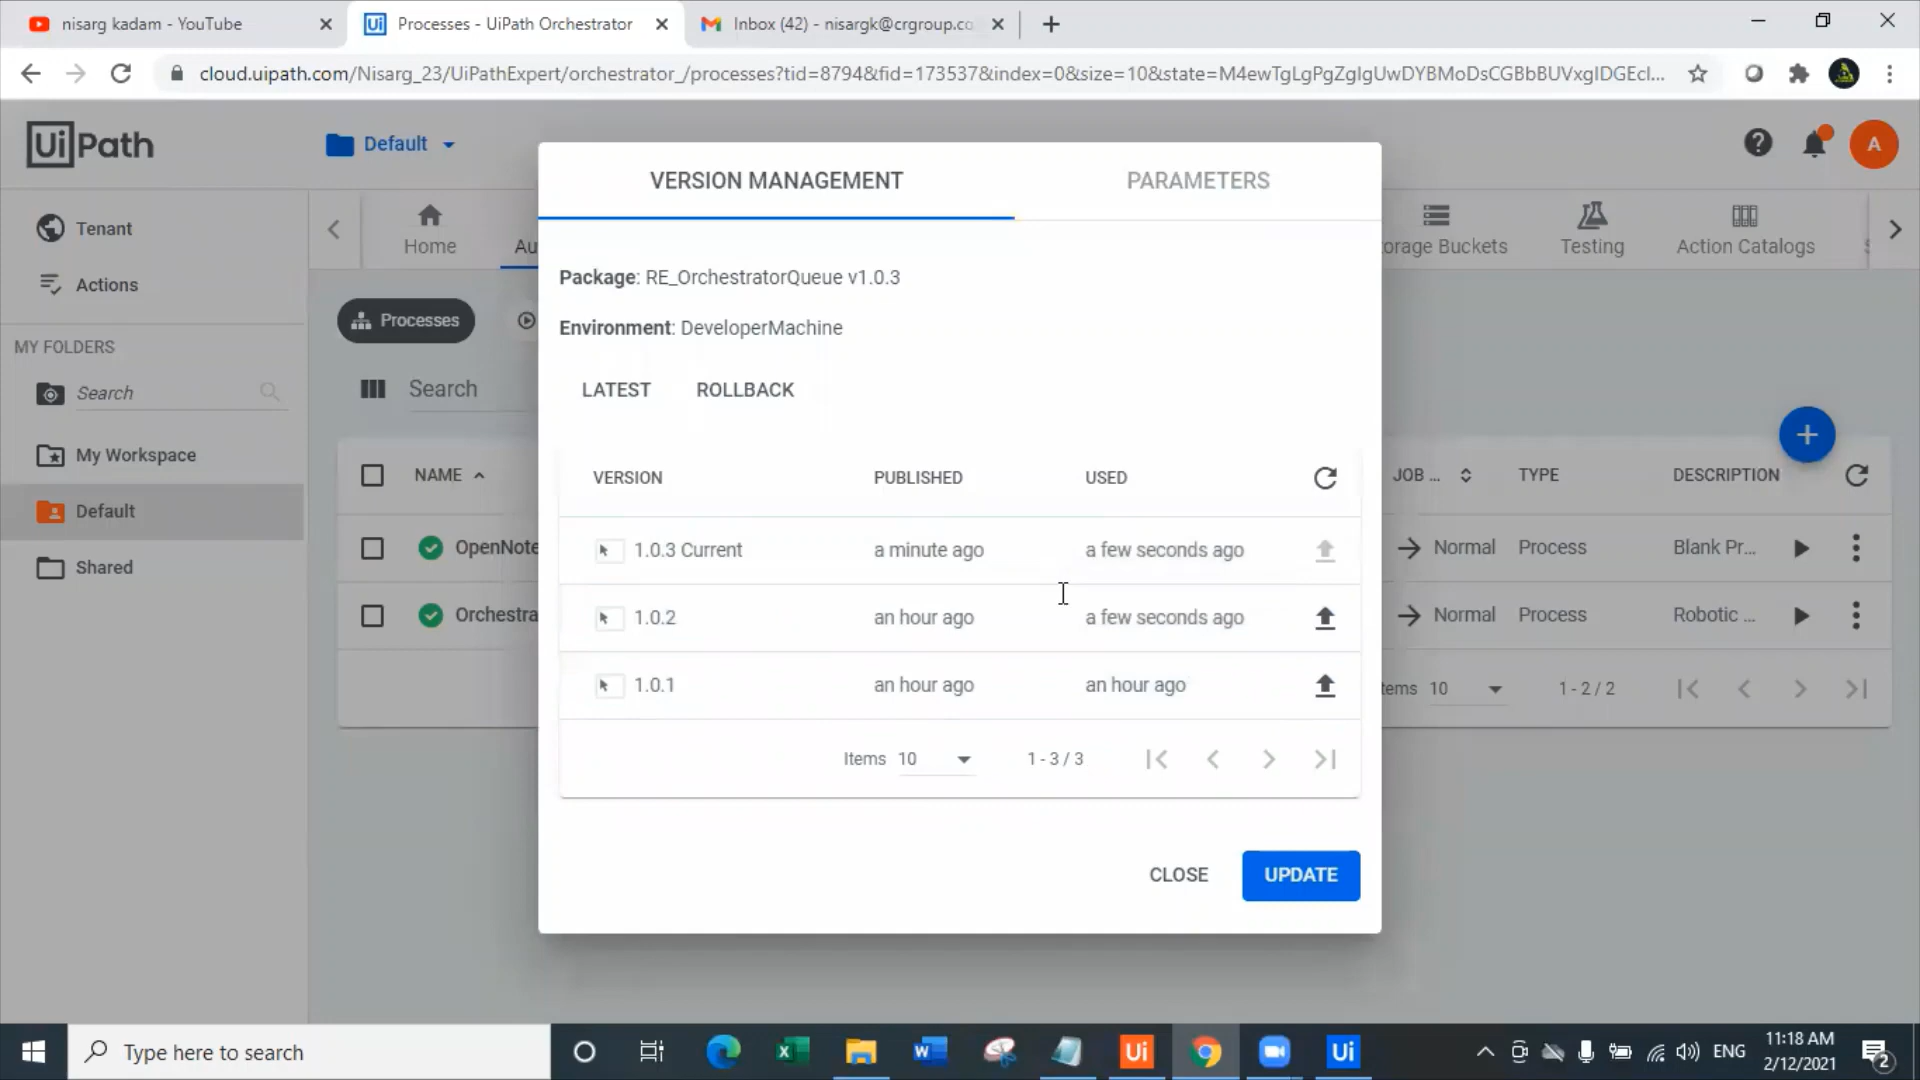 nisarg kadam - YouTube
Processes - UiPath Orchestrator
Inbox (42) - nisargk@crgroup.co
cloud.uipath.com/Nisarg_23/UiPathExpert/orchestrator_/processes?tid=8794&fid=173537&index=0&size=10&state=M4ewTgLgPgZglgUwDYBMoDsCGBbBUVxgIDGEcl...
UiPath
Default
A
Tenant
Actions
MY FOLDERS
Search
My Workspace
Default
Shared
Home
Au
orage Buckets
Testing
Action Catalogs
Processes
Search
NAME
JOB ...
TYPE
DESCRIPTION
OpenNote
Normal
Process
Blank Pr...
Orchestra
Normal
Process
Robotic ...
tems 10
1 - 2 / 2
VERSION MANAGEMENT
PARAMETERS
Package: RE_OrchestratorQueue v1.0.3
Environment: DeveloperMachine
LATEST
ROLLBACK
VERSION
PUBLISHED
USED
1.0.3 Current
a minute ago
a few seconds ago
1.0.2
an hour ago
a few seconds ago
1.0.1
an hour ago
an hour ago
Items 10
1 - 3 / 3
CLOSE
UPDATE
Type here to search
ENG
11:18 AM
2/12/2021
2